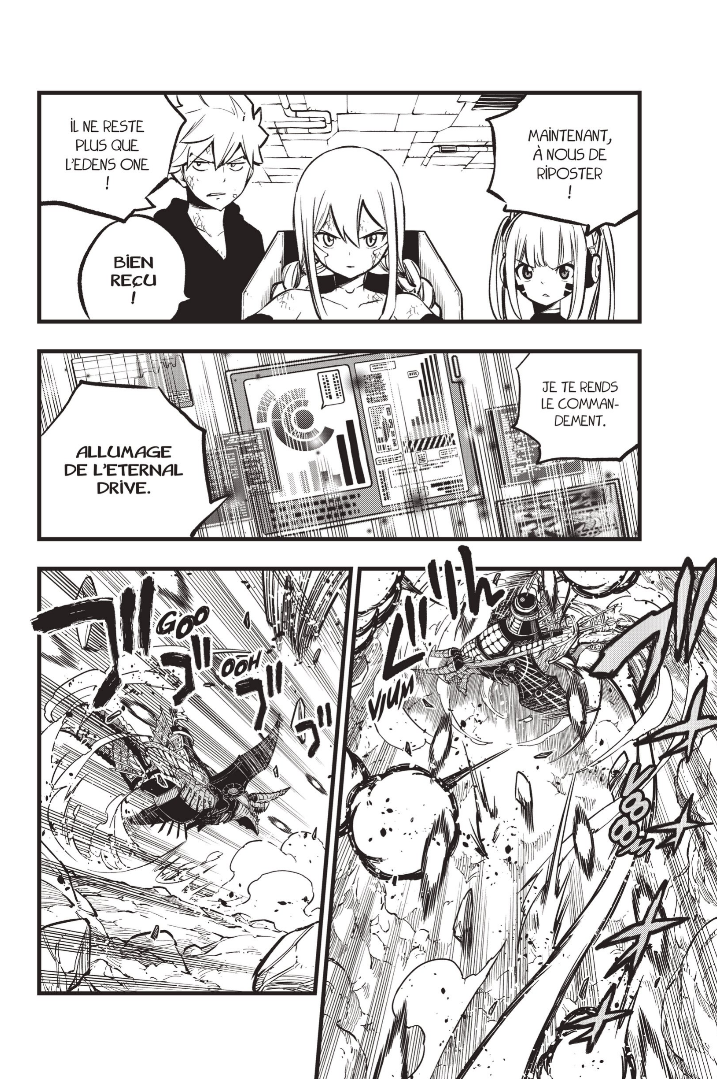 MAINTENANT,
À NOUS DE
RIPOSTER
!
IL NE RESTE
PLUS QUE
L'EDENS ONE
!
BIEN
REÇU
!
JE TE RENDS
LE COMMAN-
DEMENT.
ALLUMAGE
DE L'ETERNAL
DRIVE.
VIUM
GOO
OOH